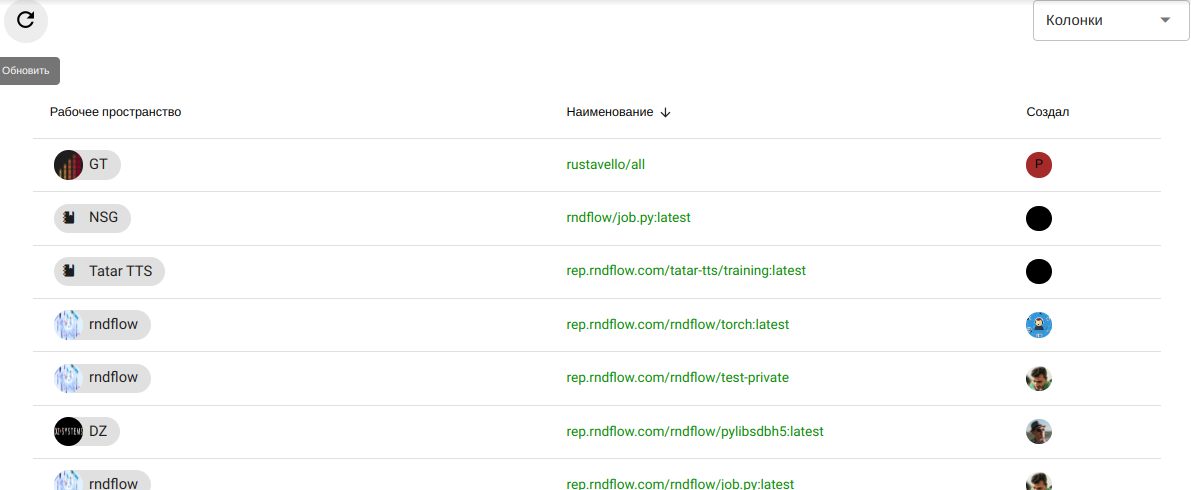 Колонки
Обновить
Рабочее пространство Наименование Создал
GT rustavello/all P
NSG rndflow/job.py:latest
Tatar TTS rep.rndflow.com/tatar-tts/training:latest
rndflow rep.rndflow.com/rndflow/torch:latest
rndflow rep.rndflow.com/rndflow/test-private
DZ rep.rndflow.com/rndflow/pylibsdbh5:latest
rndflow rep.rndflow.com/rndflow/job.py:latest